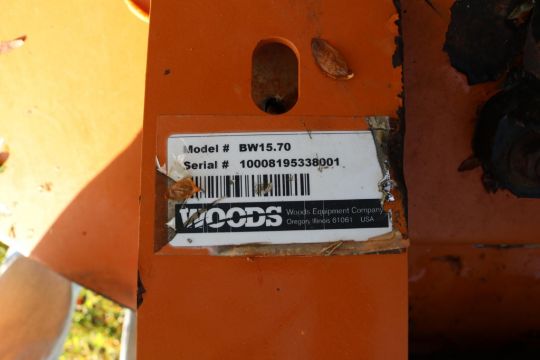 Model # BW15.70
Serial # 10008195338001
WOODS
Woods Equipment Company
Oregon, Illinois 61061 USA